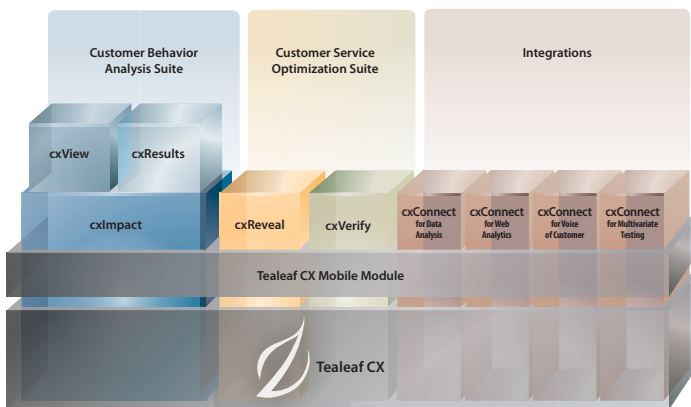 Customer Behavior
Analysis Suite
Customer Service
Optimization Suite
Integrations
cxView
cxResults
cxImpact
cxReveal
cxVerify
cxConnect
for Data
Analysis
cxConnect
for Web
Analytics
cxConnect
for Voice
of Customer
cxConnect
for Multivariate
Testing
Tealeaf CX Mobile Module
Tealeaf CX